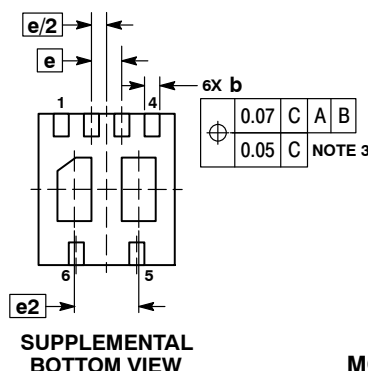 e/2
e
6X b
1 4
0.07 C A B
0.05 C NOTE 3
6 5
e2
SUPPLEMENTAL
BOTTOM VIEW